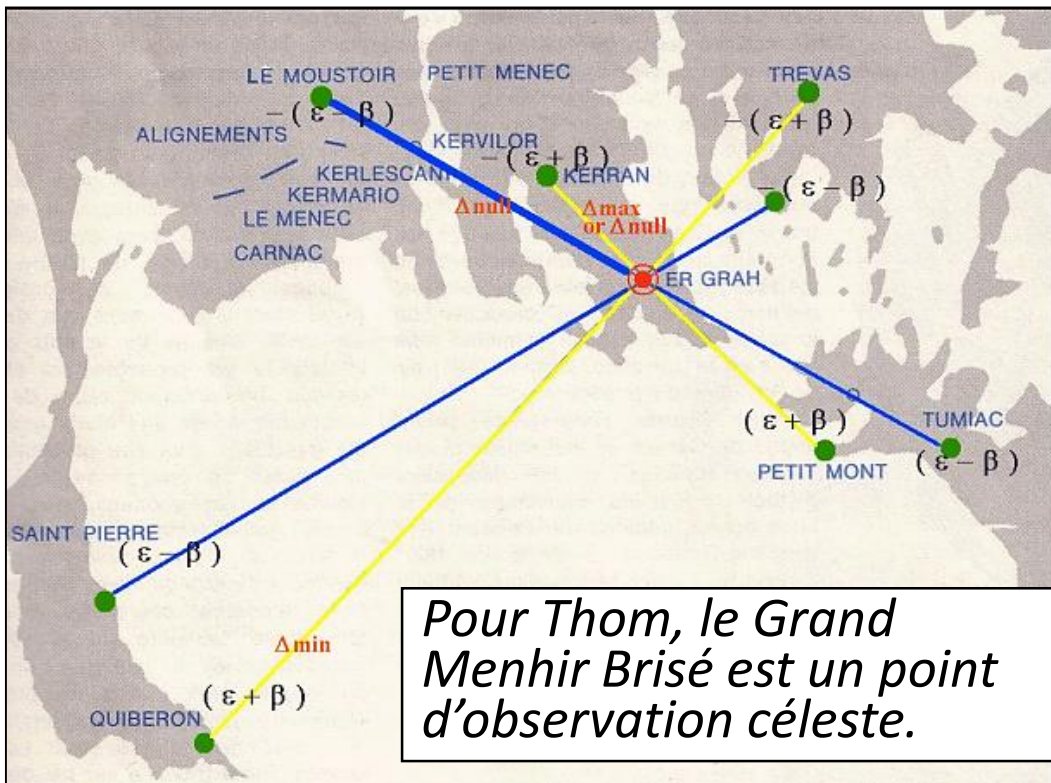 LE MOUSTOIR
PETIT MENEC
TREVAS
– ( ε – β )
– ( ε + β )
ALIGNEMENTS
KERVILOR
– ( ε + β )
KERLESCANT
KERRAN
– ( ε – β )
KERMARIO
Δnull
Δmax
or Δnull
LE MENEC
CARNAC
ER GRAH
( ε + β )
TUMIAC
PETIT MONT
( ε – β )
SAINT PIERRE
( ε – β )
Δmin
( ε + β )
QUIBERON
Pour Thom, le Grand
Menhir Brisé est un point
d’observation céleste.